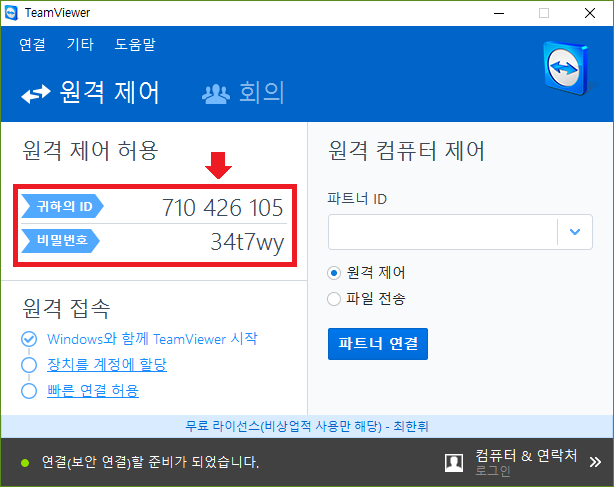 TeamViewer
연결 기타 도움말
원격 제어 회의
원격 제어 허용
귀하의 ID 710 426 105
비밀번호 34t7wy
원격 접속
Windows와 함께 TeamViewer 시작
장치를 계정에 할당
빠른 연결 허용
원격 컴퓨터 제어
파트너 ID
원격 제어
파일 전송
파트너 연결
무료 라이선스(비상업적 사용만 해당) - 최한휘
연결(보안 연결)할 준비가 되었습니다.
컴퓨터 & 연락처
로그인